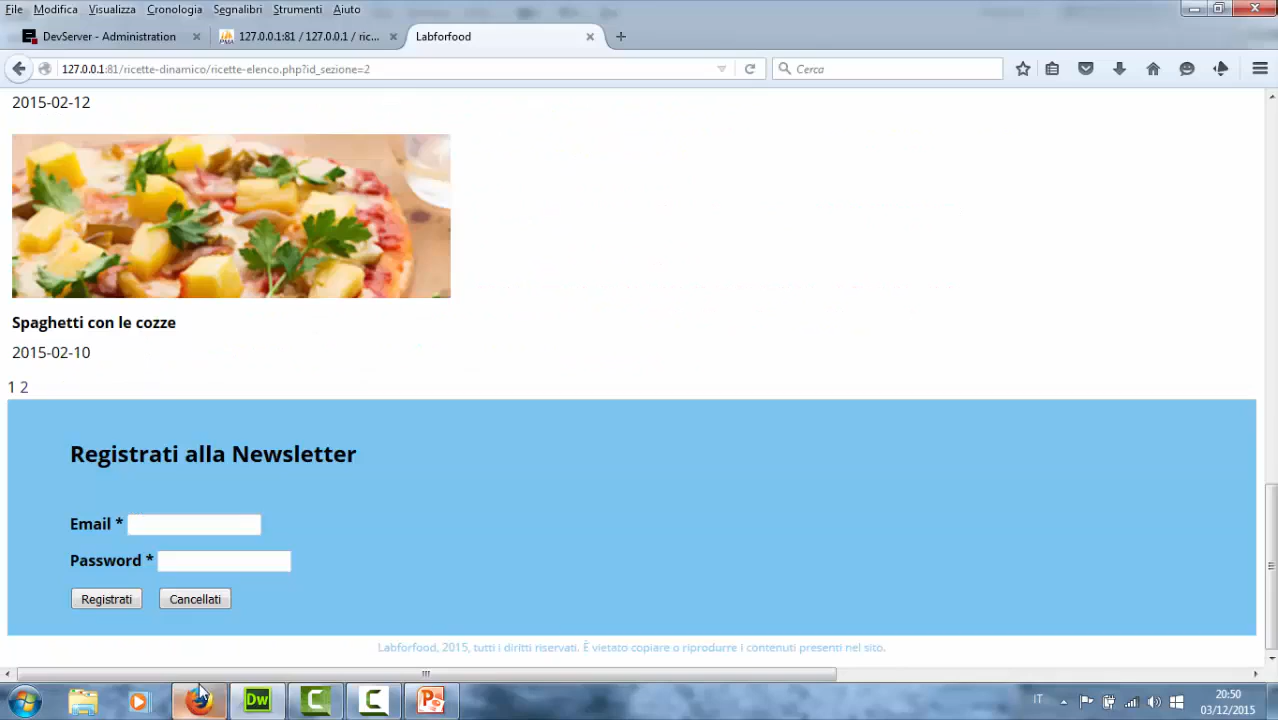 File Modifica Visualizza Cronologia Segnalibri Strumenti Aiuto
DevServer - Administration 127.0.0.1:81 / 127.0.0.1 / ric... Labforfood
127.0.0.1:81/ricette-dinamico/ricette-elenco.php?id_sezione=2 Cerca
2015-02-12
Spaghetti con le cozze
2015-02-10
1 2
Registrati alla Newsletter
Email *
Password *
Registrati Cancellati
Labforfood, 2015, tutti i diritti riservati. È vietato copiare o riprodurre i contenuti presenti nel sito.
Dw C C P IT 20:50
03/12/2015